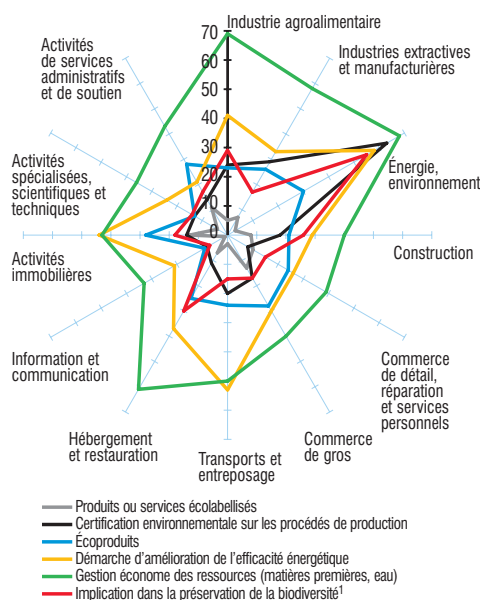 70
Industrie agroalimentaire
60
50
40
30
20
10
0
Industries extractives
et manufacturières
Énergie,
environnement
Construction
Commerce
de détail,
réparation
et services
personnels
Commerce
de gros
Transports et
entreposage
Hébergement
et restauration
Information et
communication
Activités
immobilières
Activités
spécialisées,
scientifiques et
techniques
Activités
de services
administratifs
et de soutien
Produits ou services écolabellisés
Certification environnementale sur les procédés de production
Écoproduits
Démarche d'amélioration de l'efficacité énergétique
Gestion économe des ressources (matières premières, eau)
Implication dans la préservation de la biodiversité¹